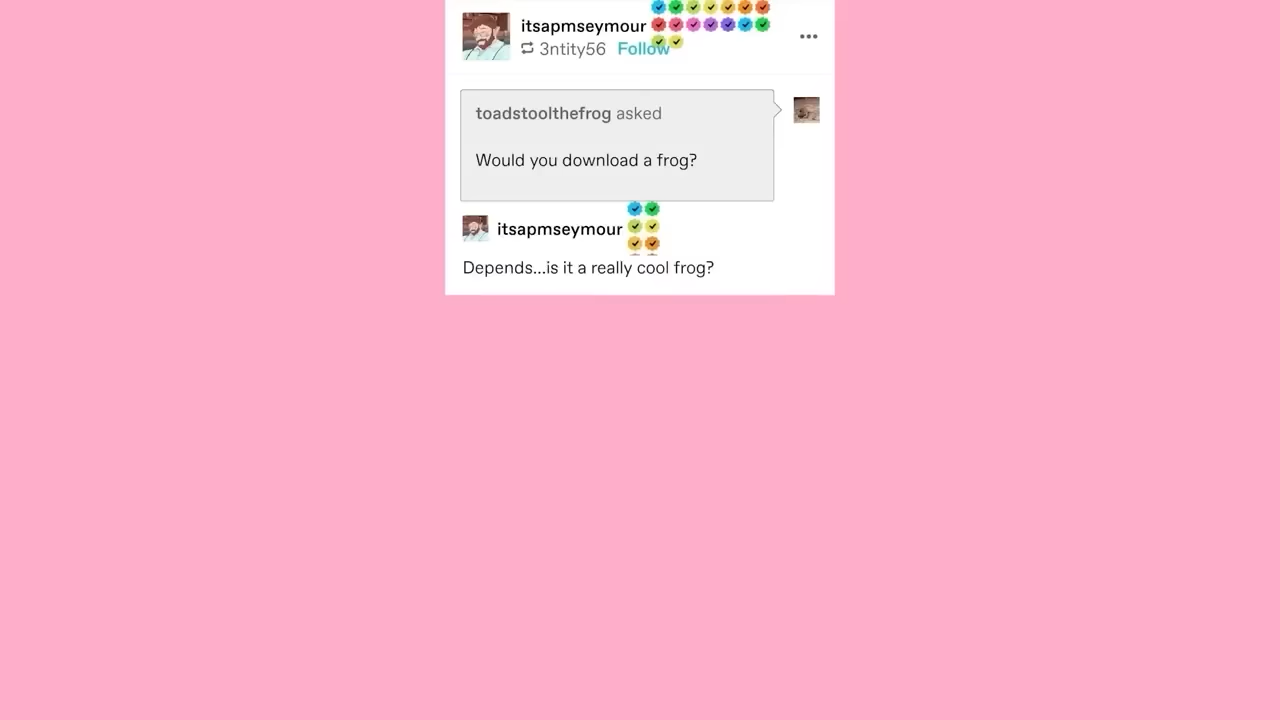 itsapmseymour
3ntity56 Follow
toadstoolthefrog asked
Would you download a frog?
itsapmseymour
Depends...is it a really cool frog?